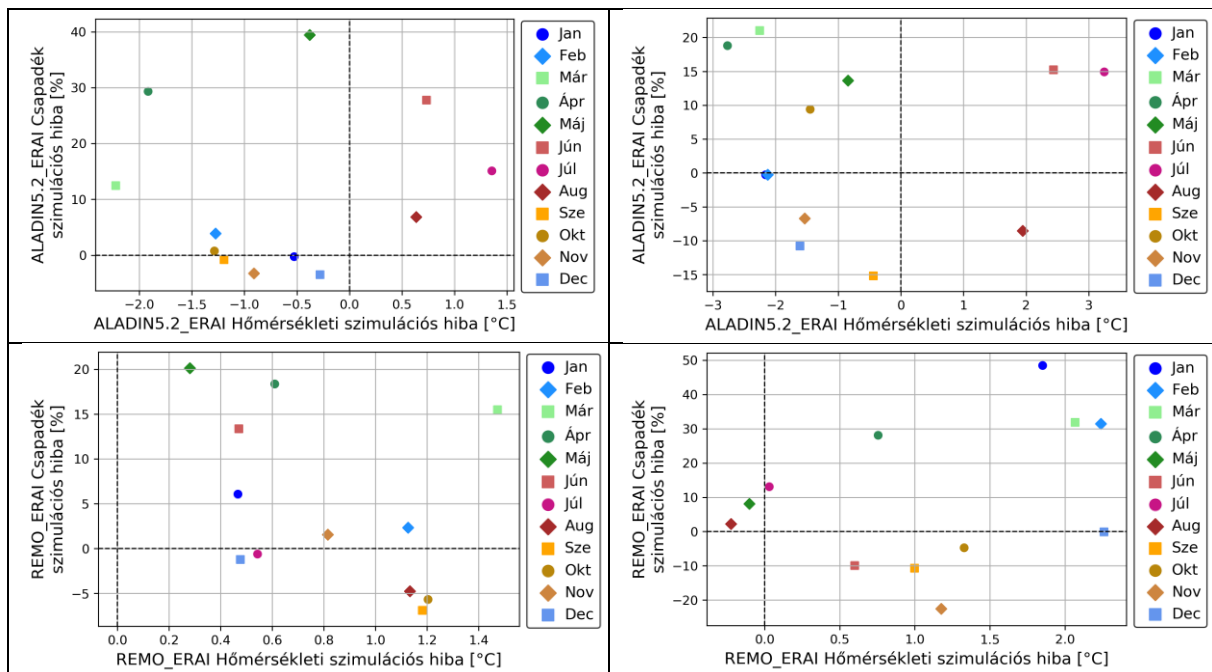 ALADIN5.2_ERAI Csapadék
szimulációs hiba [%]
40
30
20
10
0
−2.0
−1.5
−1.0
−0.5
0.0
0.5
1.0
1.5
ALADIN5.2_ERAI Hőmérsékleti szimulációs hiba [°C]
Jan
Feb
Már
Ápr
Máj
Jún
Júl
Aug
Sze
Okt
Nov
Dec
ALADIN5.2_ERAI Csapadék
szimulációs hiba [%]
20
15
10
5
0
−5
−10
−15
−3
−2
−1
0
1
2
3
ALADIN5.2_ERAI Hőmérsékleti szimulációs hiba [°C]
Jan
Feb
Már
Ápr
Máj
Jún
Júl
Aug
Sze
Okt
Nov
Dec
REMO_ERAI Csapadék
szimulációs hiba [%]
20
15
10
5
0
−5
0.0
0.2
0.4
0.6
0.8
1.0
1.2
1.4
REMO_ERAI Hőmérsékleti szimulációs hiba [°C]
Jan
Feb
Már
Ápr
Máj
Jún
Júl
Aug
Sze
Okt
Nov
Dec
REMO_ERAI Csapadék
szimulációs hiba [%]
50
40
30
20
10
0
−10
−20
0.0
0.5
1.0
1.5
2.0
REMO_ERAI Hőmérsékleti szimulációs hiba [°C]
Jan
Feb
Már
Ápr
Máj
Jún
Júl
Aug
Sze
Okt
Nov
Dec